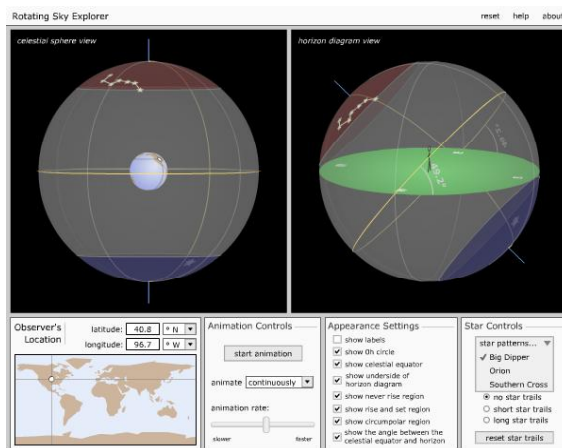 Rotating Sky Explorer
reset help about
celestial sphere view
horizon diagram view
49.2°
Observer's
Location
latitude: 40.8 ° N
longitude: 96.7 ° W
Animation Controls
start animation
animate continuously
animation rate:
slower faster
Appearance Settings
show labels
show 0h circle
show celestial equator
show underside of
horizon diagram
show never rise region
show rise and set region
show circumpolar region
show the angle between the
celestial equator and horizon
Star Controls
star patterns...
Big Dipper
Orion
Southern Cross
no star trails
short star trails
long star trails
reset star trails